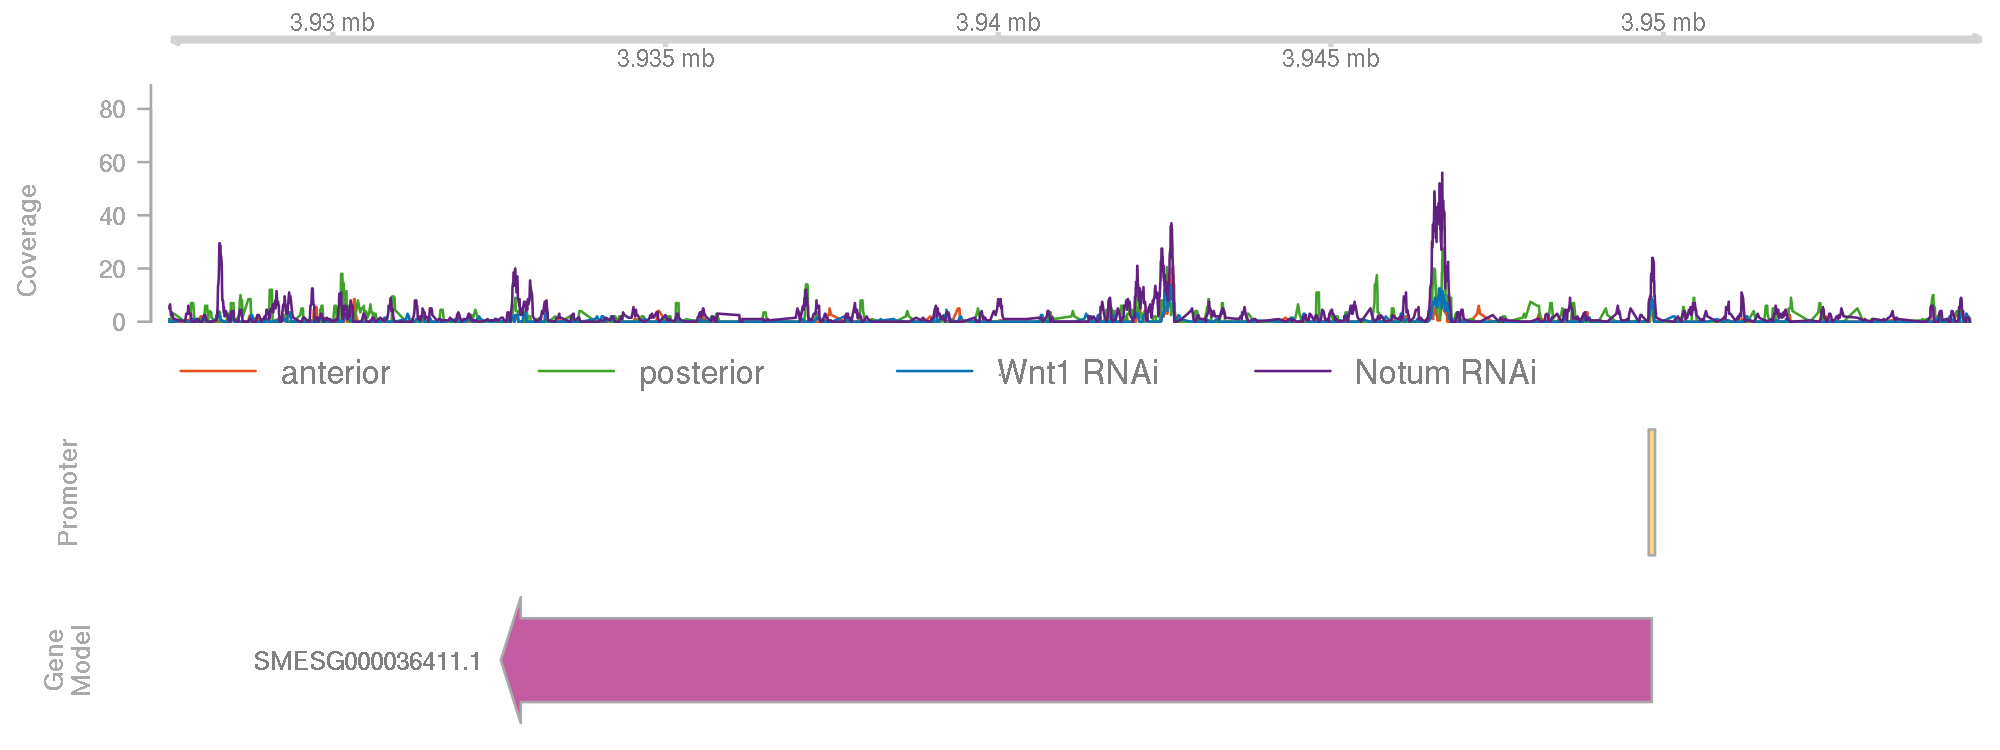 3.93 mb 3.94 mb 3.95 mb
3.935 mb 3.945 mb
Coverage
80
60
40
20
0
anterior posterior Wnt1 RNAi Notum RNAi
Promoter
Gene
Model
SMESG000036411.1